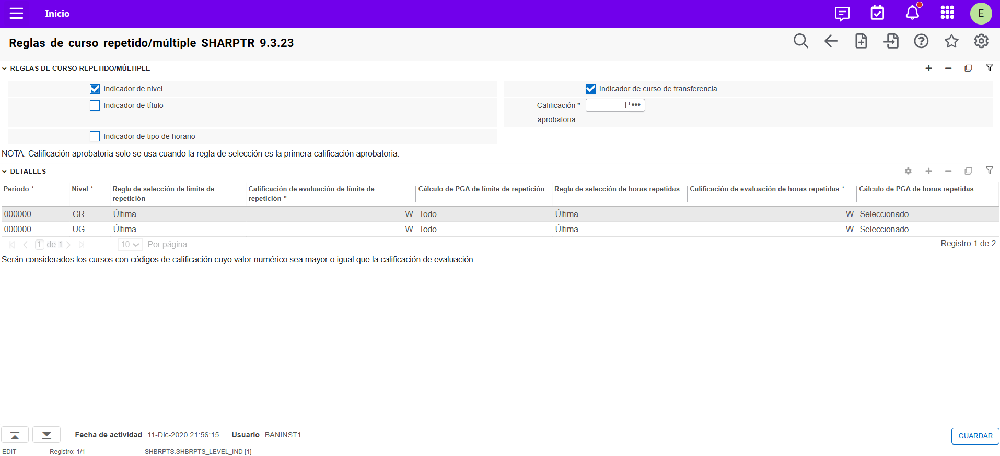 Inicio
E
Reglas de curso repetido/múltiple SHARPTR 9.3.23
REGLAS DE CURSO REPETIDO/MÚLTIPLE
Indicador de nivel
Indicador de curso de transferencia
Indicador de título
Calificación * P
aprobatoria
Indicador de tipo de horario
NOTA: Calificación aprobatoria solo se usa cuando la regla de selección es la primera calificación aprobatoria.
DETALLES
Periodo * Nivel * Regla de selección de límite de repetición Calificación de evaluación de límite de repetición * Cálculo de PGA de límite de repetición Regla de selección de horas repetidas Calificación de evaluación de horas repetidas * Cálculo de PGA de horas repetidas
000000 GR Última W Todo Última W Seleccionado
000000 UG Última W Todo Última W Seleccionado
1 de 1 10 Por página Registro 1 de 2
Serán considerados los cursos con códigos de calificación cuyo valor numérico sea mayor o igual que la calificación de evaluación.
Fecha de actividad 11-Dic-2020 21:56:15 Usuario BANINST1
GUARDAR
EDIT Registro: 1/1 SHBRPTS.SHBRPTS_LEVEL_IND [1]